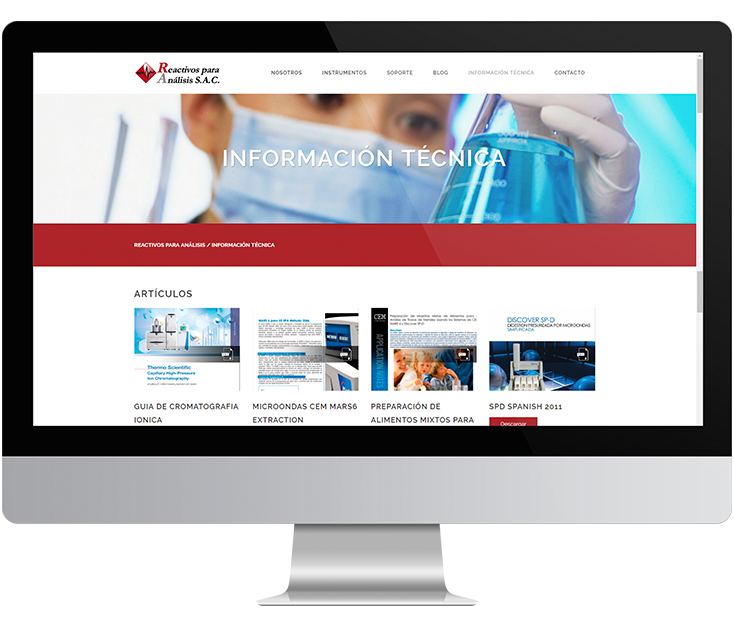 Reactivos para
Análisis S.A.C.
NOSOTROS INSTRUMENTOS SOPORTE BLOG INFORMACIÓN TÉCNICA CONTACTO
INFORMACIÓN TÉCNICA
REACTIVOS PARA ANÁLISIS / INFORMACIÓN TÉCNICA
ARTÍCULOS
Thermo Scientific
Capillary High-Pressure
Ion Chromatography
CEM
APPLICATION NOTES
DISCOVER SP-D
DIGESTION PRESURIZADA POR MICROONDAS
SIMPLIFICADA
GUIA DE CROMATOGRAFIA
IONICA
MICROONDAS CEM MARS6
EXTRACTION
PREPARACIÓN DE
ALIMENTOS MIXTOS PARA
SPD SPANISH 2011
Descargar